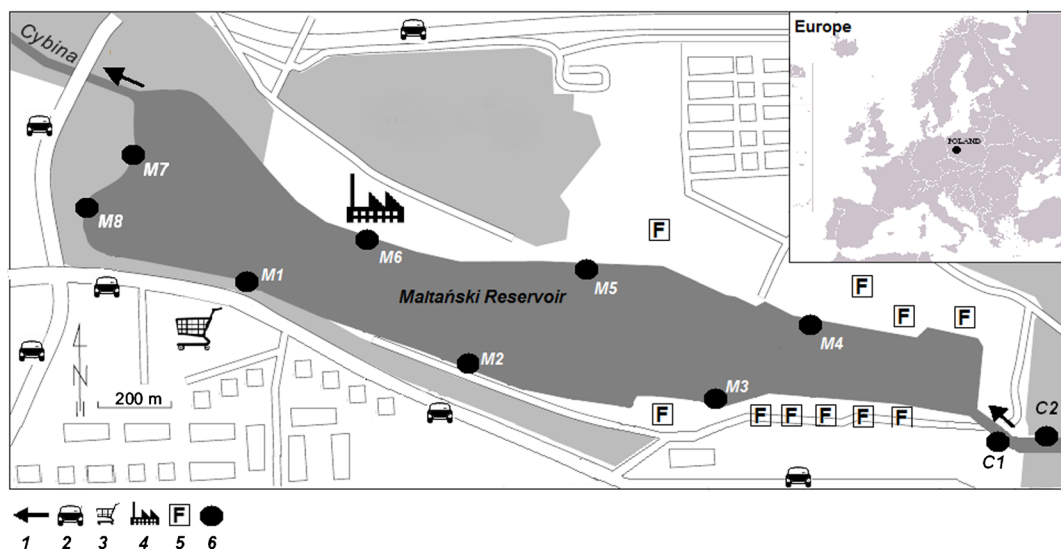 Cybina
Europe
POLAND
M7
M8
M6
M1
M5
Maltański Reservoir
M4
M2
M3
F
F
F
F
F
F
F
F
F
F
N
200 m
C2
C1
F
1 2 3 4 5 6